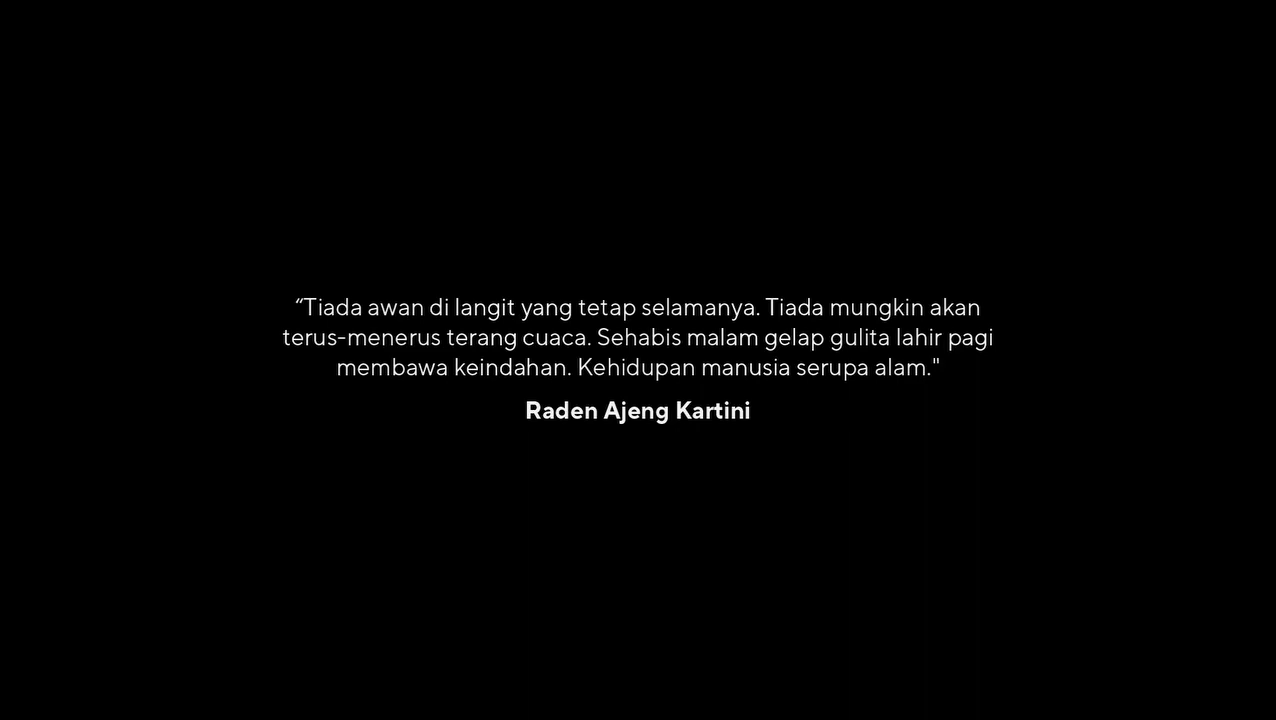 “Tiada awan di langit yang tetap selamanya. Tiada mungkin akan
terus-menerus terang cuaca. Sehabis malam gelap gulita lahir pagi
membawa keindahan. Kehidupan manusia serupa alam."
Raden Ajeng Kartini